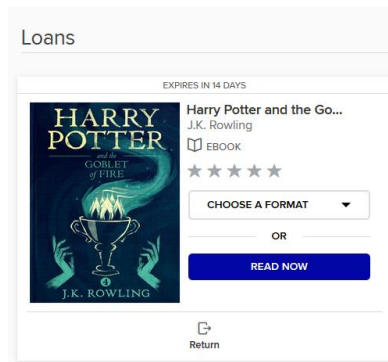 Loans
EXPIRES IN 14 DAYS
HARRY
POTTER
and the
GOBLET
of FIRE
4
J.K. ROWLING
Harry Potter and the Go...
J.K. Rowling
EBOOK
CHOOSE A FORMAT
OR
READ NOW
Return